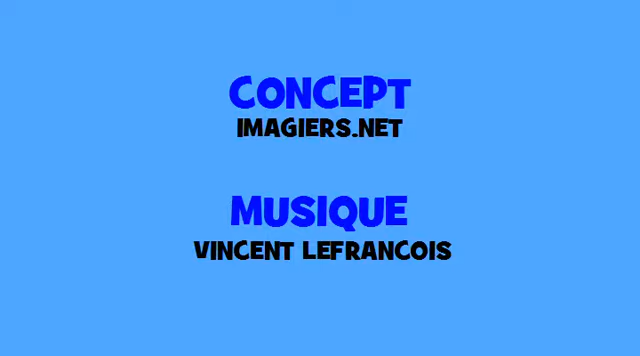 CONCEPT
IMAGIERS.NET
MUSIQUE
VINCENT LEFRANCOIS